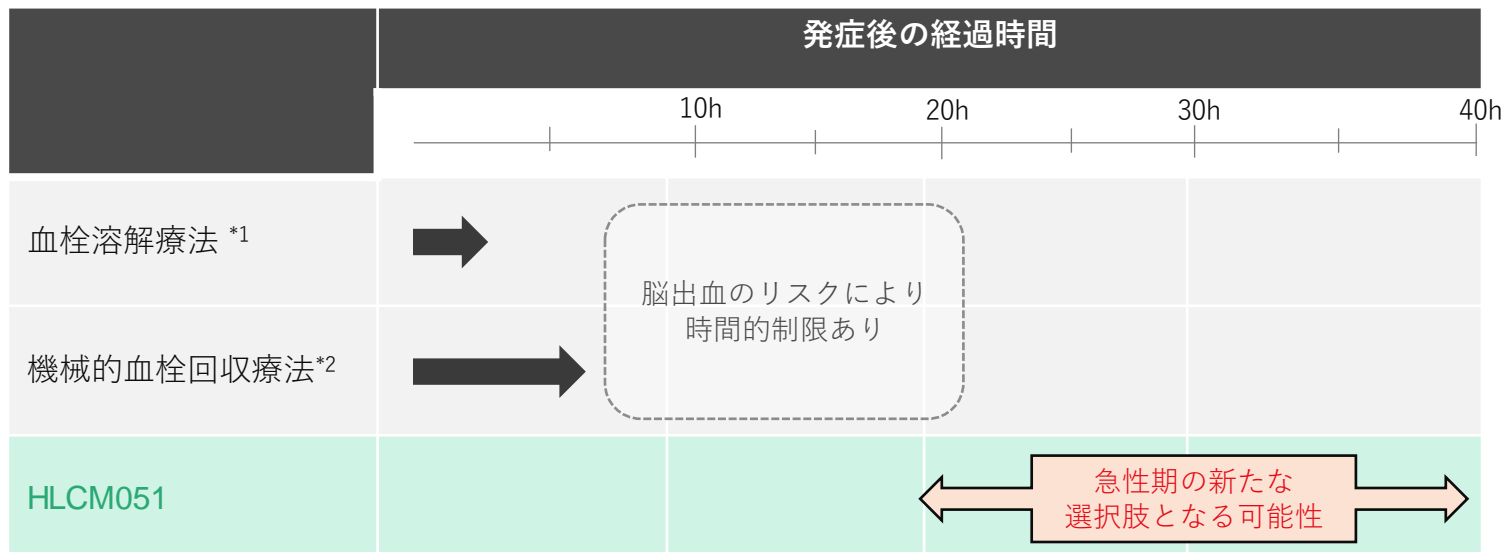 発症後の経過時間
10h
20h
30h
40h
血栓溶解療法 *1
脳出血のリスクにより
時間的制限あり
機械的血栓回収療法*2
HLCM051
急性期の新たな
選択肢となる可能性